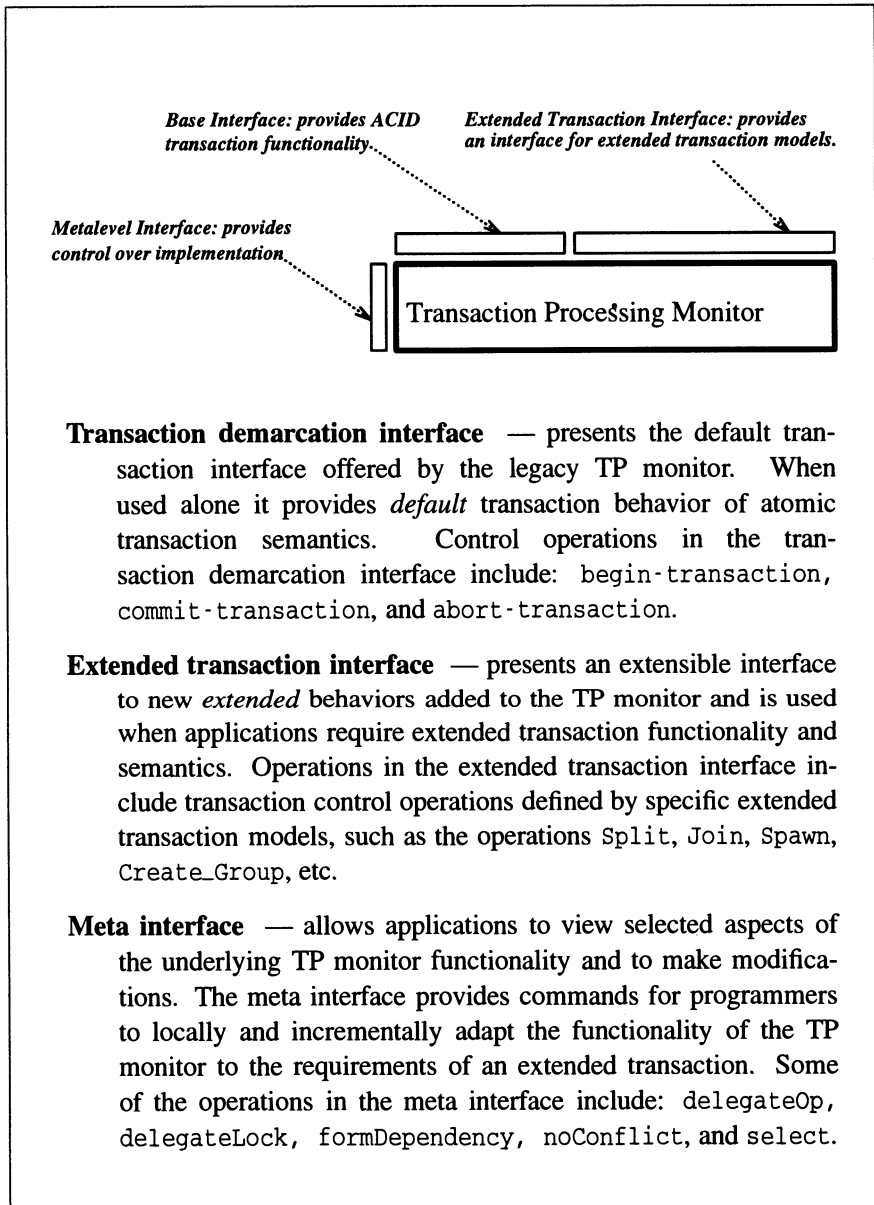 Base Interface: provides ACID
transaction functionality
Extended Transaction Interface: provides
an interface for extended transaction models.
Metalevel Interface: provides
control over implementation
Transaction Processing Monitor
Transaction demarcation interface — presents the default tran-
saction interface offered by the legacy TP monitor. When
used alone it provides default transaction behavior of atomic
transaction semantics. Control operations in the tran-
saction demarcation interface include: begin-transaction,
commit-transaction, and abort-transaction.
Extended transaction interface — presents an extensible interface
to new extended behaviors added to the TP monitor and is used
when applications require extended transaction functionality and
semantics. Operations in the extended transaction interface in-
clude transaction control operations defined by specific extended
transaction models, such as the operations Split, Join, Spawn,
Create_Group, etc.
Meta interface — allows applications to view selected aspects of
the underlying TP monitor functionality and to make modifica-
tions. The meta interface provides commands for programmers
to locally and incrementally adapt the functionality of the TP
monitor to the requirements of an extended transaction. Some
of the operations in the meta interface include: delegateOp,
delegateLock, formDependency, noConflict, and select.